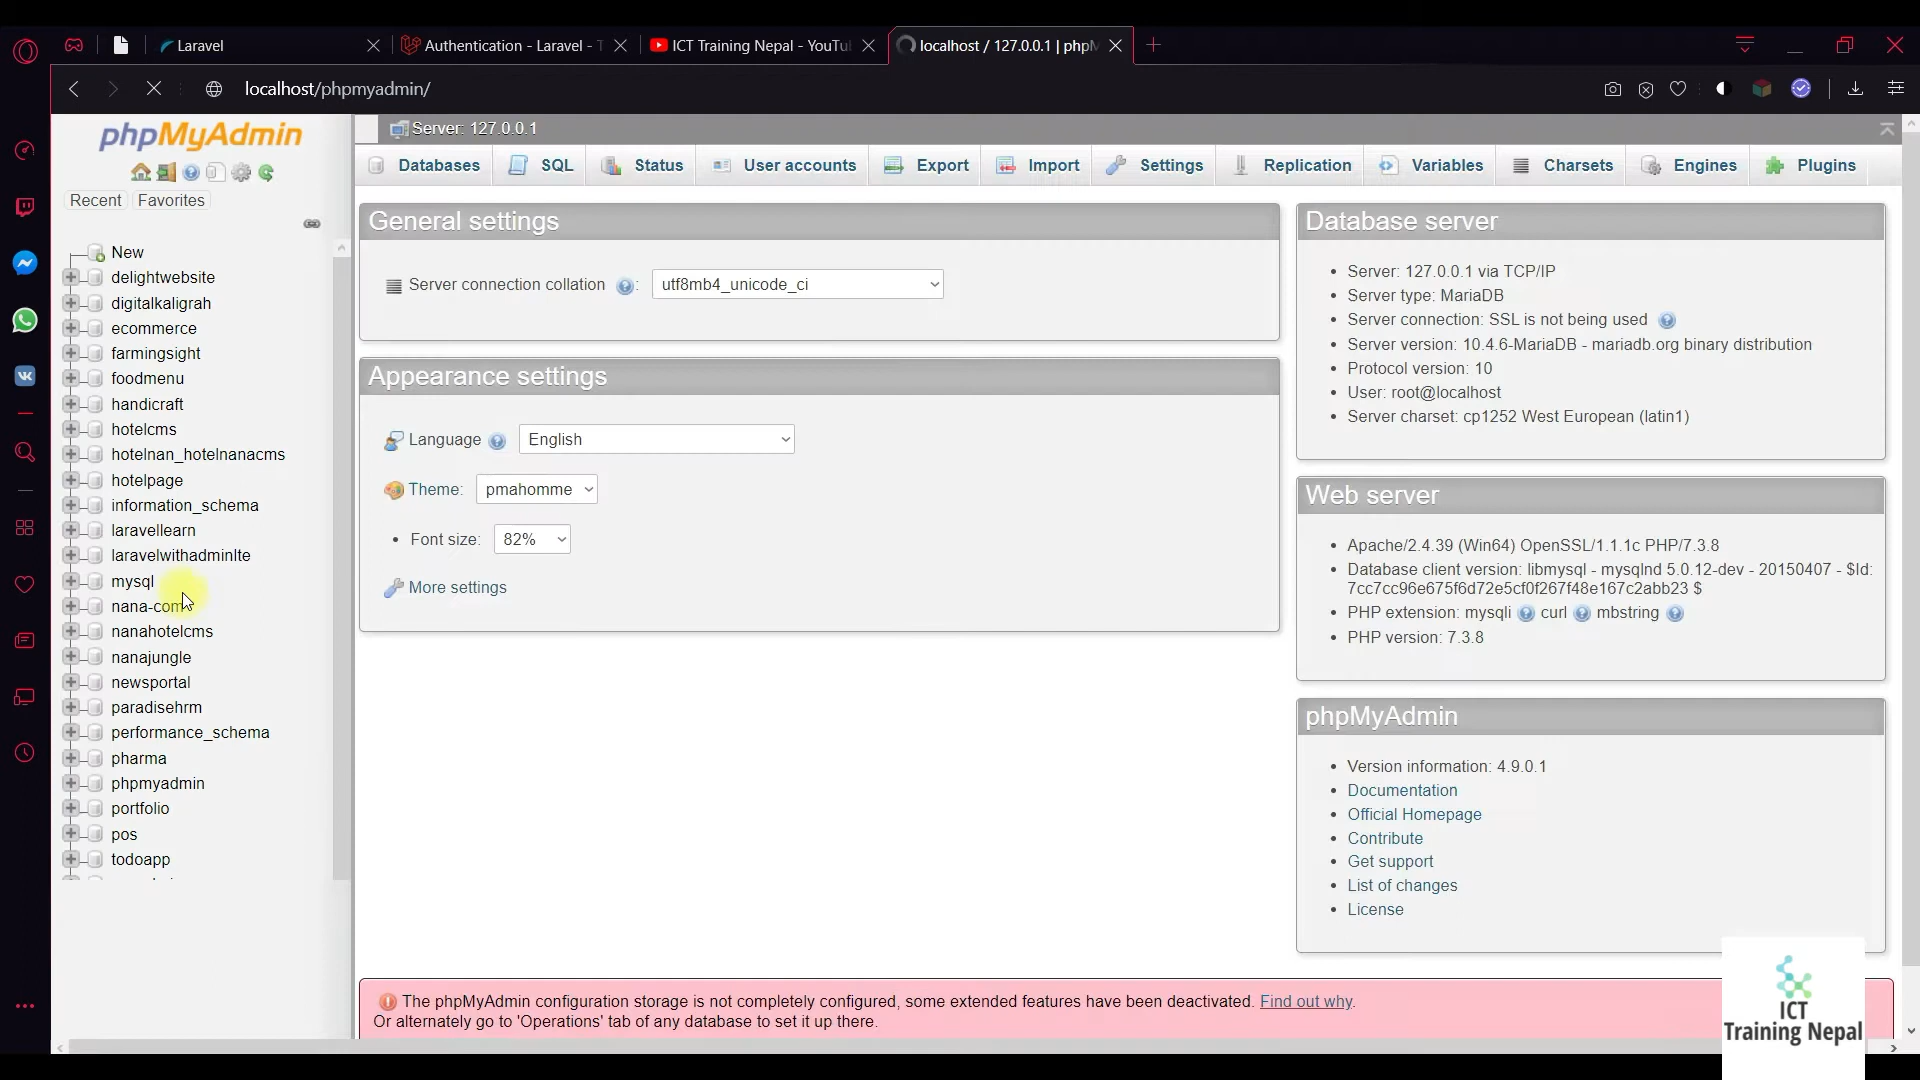 Laravel
Authentication - Laravel - T
ICT Training Nepal - YouTu
localhost / 127.0.0.1 | phpM
localhost/phpmyadmin/
phpMyAdmin
Recent
Favorites
New
delightwebsite
digitalkaligrah
ecommerce
farmingsight
foodmenu
handicraft
hotelcms
hotelnan_hotelnanacms
hotelpage
information_schema
laravellearn
laravelwithadminlte
mysql
nana-com
nanahotelcms
nanajungle
newsportal
paradisehrm
performance_schema
pharma
phpmyadmin
portfolio
pos
todoapp
Server: 127.0.0.1
Databases
SQL
Status
User accounts
Export
Import
Settings
Replication
Variables
Charsets
Engines
Plugins
General settings
Server connection collation : utf8mb4_unicode_ci
Appearance settings
Language English
Theme: pmahomme
• Font size: 82%
More settings
Database server
• Server: 127.0.0.1 via TCP/IP
• Server type: MariaDB
• Server connection: SSL is not being used
• Server version: 10.4.6-MariaDB - mariadb.org binary distribution
• Protocol version: 10
• User: root@localhost
• Server charset: cp1252 West European (latin1)
Web server
• Apache/2.4.39 (Win64) OpenSSL/1.1.1c PHP/7.3.8
• Database client version: libmysql - mysqlnd 5.0.12-dev - 20150407 - $Id:
7cc7cc96e675f6d72e5cf0f267f48e167c2abb23 $
• PHP extension: mysqli curl mbstring
• PHP version: 7.3.8
phpMyAdmin
• Version information: 4.9.0.1
• Documentation
• Official Homepage
• Contribute
• Get support
• List of changes
• License
The phpMyAdmin configuration storage is not completely configured, some extended features have been deactivated. Find out why.
Or alternately go to 'Operations' tab of any database to set it up there.
ICT
Training Nepal